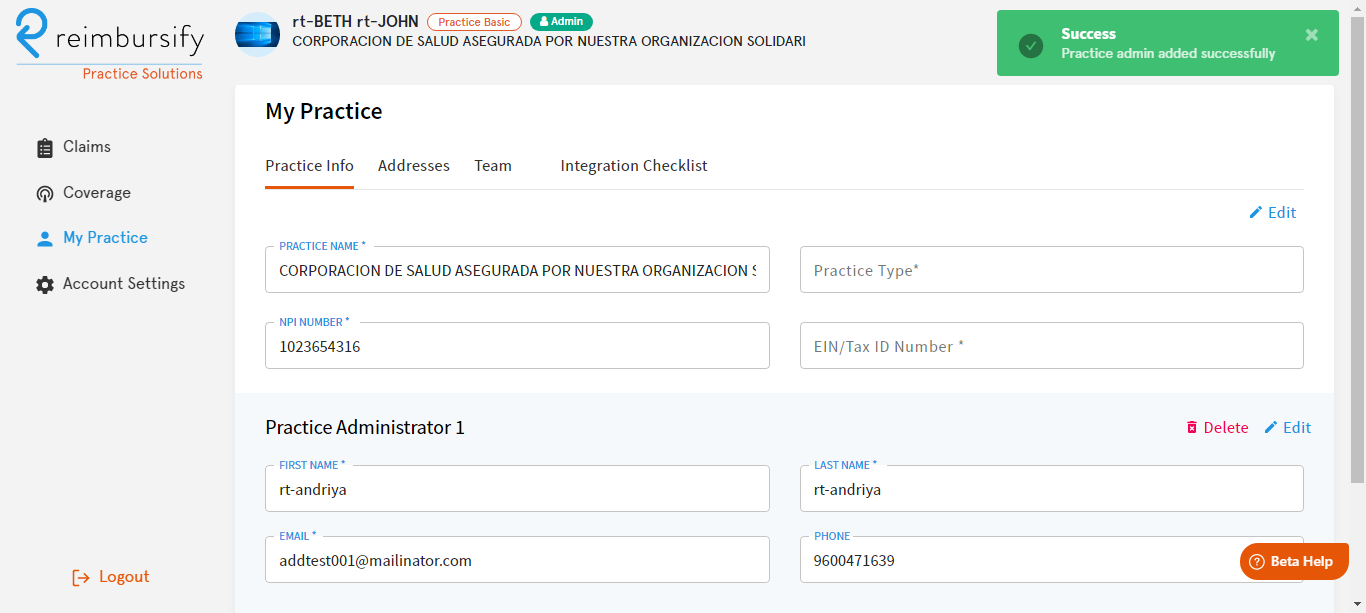 reimbursify
Practice Solutions
rt-BETH rt-JOHN Practice Basic Admin
CORPORACION DE SALUD ASEGURADA POR NUESTRA ORGANIZACION SOLIDARI
Success
Practice admin added successfully
Claims
Coverage
My Practice
Account Settings
Logout
My Practice
Practice Info Addresses Team Integration Checklist
Edit
PRACTICE NAME *
CORPORACION DE SALUD ASEGURADA POR NUESTRA ORGANIZACION S
Practice Type*
NPI NUMBER *
1023654316
EIN/Tax ID Number *
Practice Administrator 1
Delete Edit
FIRST NAME *
rt-andriya
LAST NAME *
rt-andriya
EMAIL *
addtest001@mailinator.com
PHONE
9600471639
Beta Help